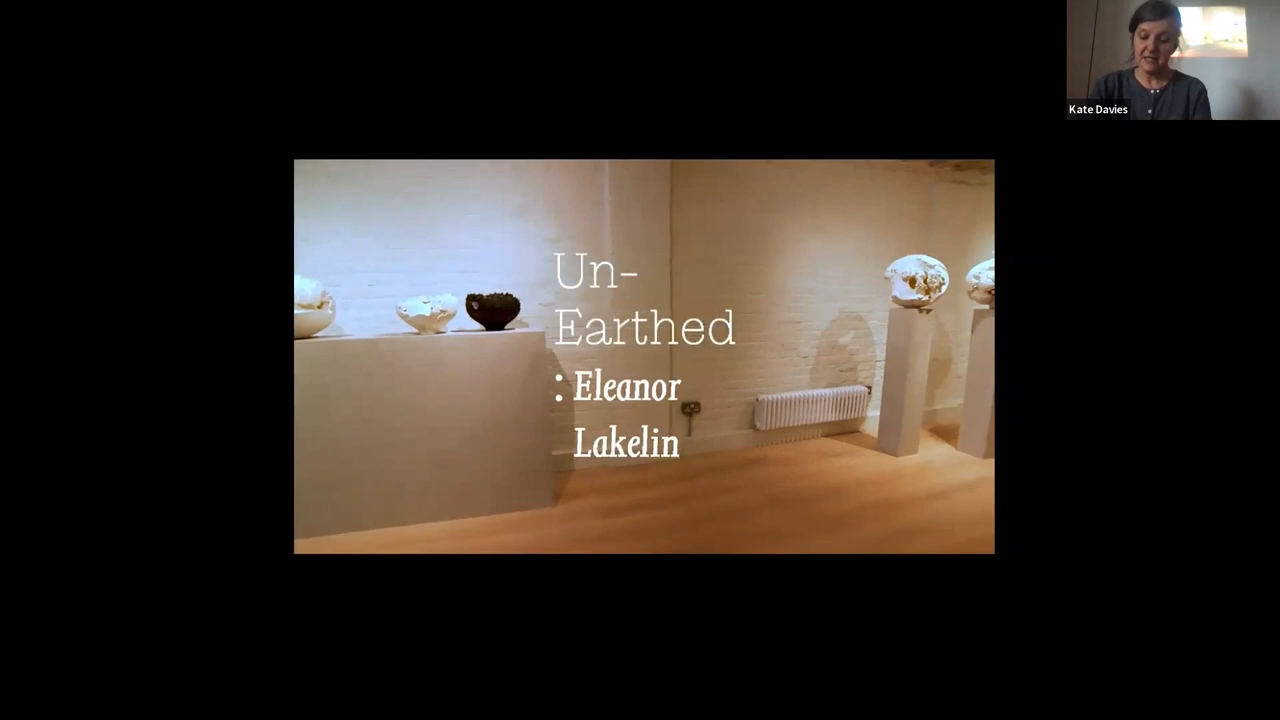 Kate Davies
Un-
Earthed
: Eleanor
Lakelin